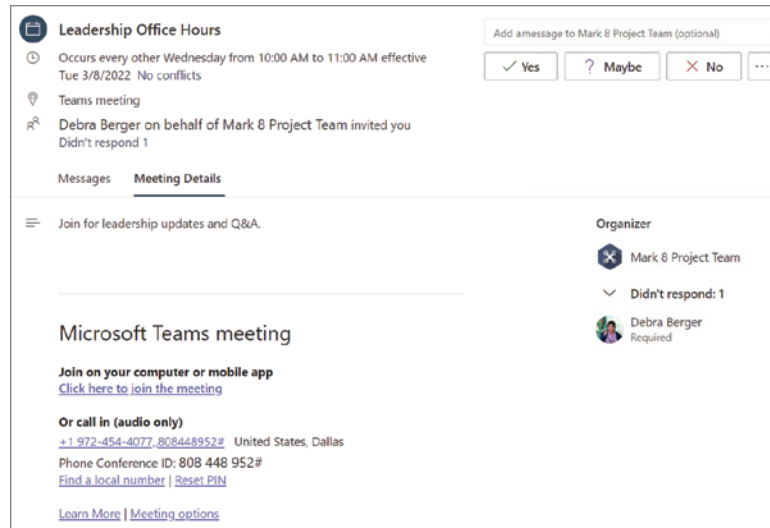 Leadership Office Hours
Add amessage to Mark 8 Project Team (optional)
Occurs every other Wednesday from 10:00 AM to 11:00 AM effective
Tue 3/8/2022 No conflicts
Yes
Maybe
No
...
Teams meeting
Debra Berger on behalf of Mark 8 Project Team invited you
Didn't respond 1
Messages
Meeting Details
Join for leadership updates and Q&A.
Organizer
Mark 8 Project Team
Didn't respond: 1
Debra Berger
Required
Microsoft Teams meeting
Join on your computer or mobile app
Click here to join the meeting
Or call in (audio only)
+1 972-454-4077,,808448952# United States, Dallas
Phone Conference ID: 808 448 952#
Find a local number | Reset PIN
Learn More | Meeting options